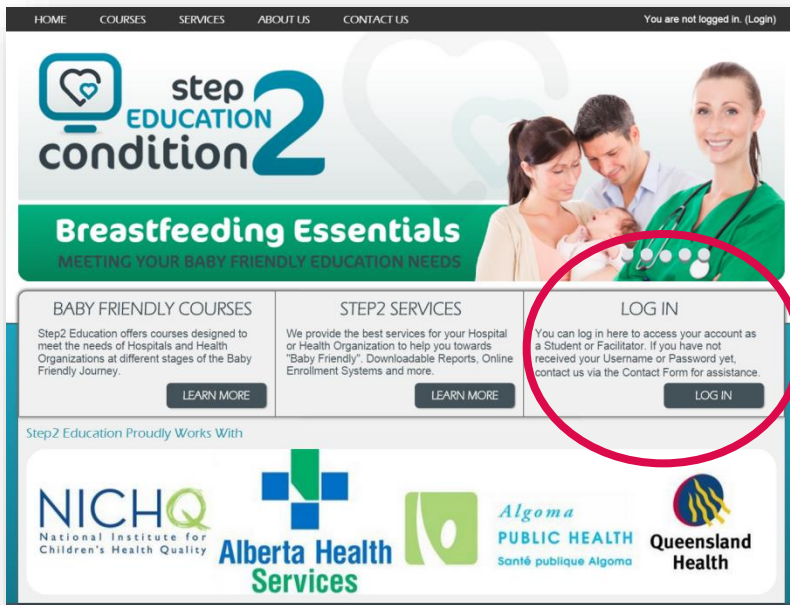 HOME COURSES SERVICES ABOUT US CONTACT US You are not logged in. (Login)
step
EDUCATION 2
condition
Breastfeeding Essentials
MEETING YOUR BABY FRIENDLY EDUCATION NEEDS
BABY FRIENDLY COURSES
Step2 Education offers courses designed to
meet the needs of Hospitals and Health
Organizations at different stages of the Baby
Friendly Journey.
LEARN MORE
STEP2 SERVICES
We provide the best services for your Hospital
or Health Organization to help you towards
"Baby Friendly". Downloadable Reports, Online
Enrollment Systems and more.
LEARN MORE
LOG IN
You can log in here to access your account as
a Student or Facilitator. If you have not
received your Username or Password yet,
contact us via the Contact Form for assistance.
LOG IN
Step2 Education Proudly Works With
NICHQ
National Institute for
Children's Health Quality
Alberta Health
Services
Algoma
PUBLIC HEALTH
Santé publique Algoma
Queensland
Health